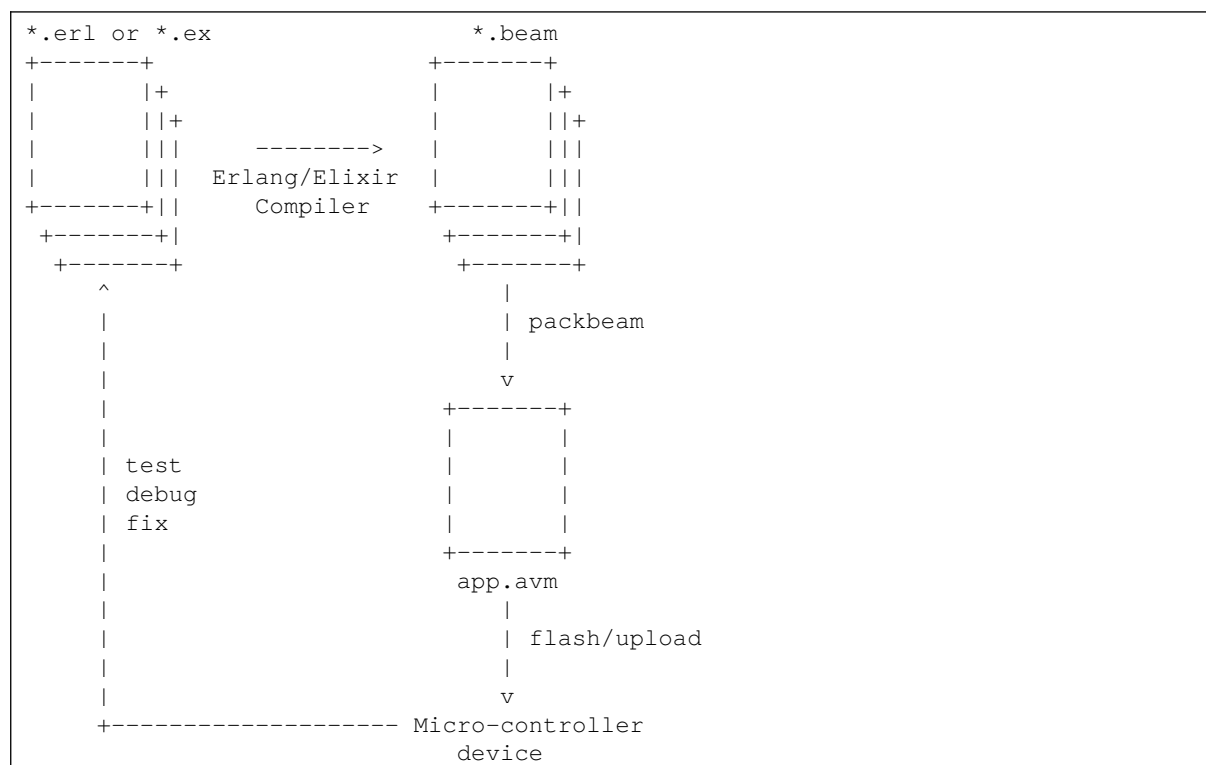 *.erl or *.ex *.beam
-------->
Erlang/Elixir
Compiler
^ |
| packbeam
v
test
debug
fix
app.avm
| flash/upload
v
Micro-controller
device